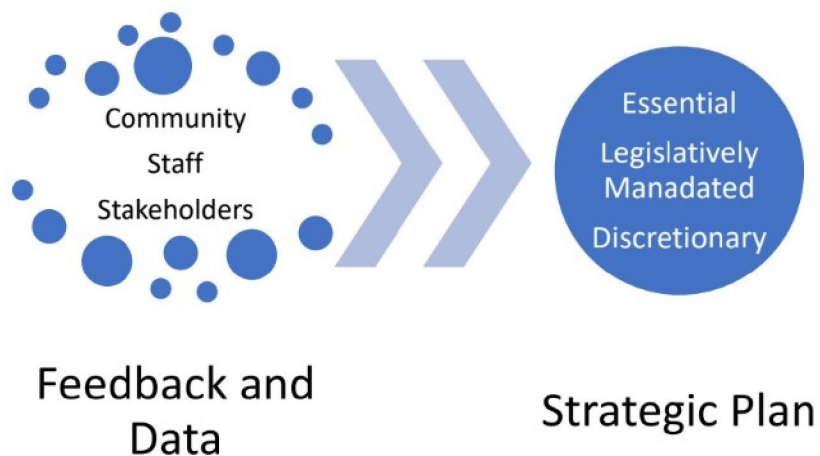 Community
Staff
Stakeholders
Essential
Legislatively
Manadated
Discretionary
Feedback and
Data
Strategic Plan